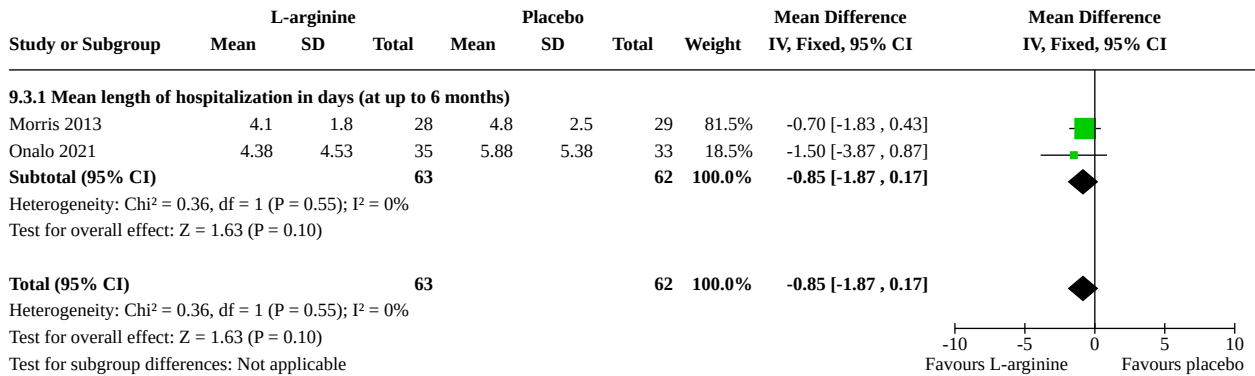 L-arginine Placebo Mean Difference Mean Difference
Study or Subgroup Mean SD Total Mean SD Total Weight IV, Fixed, 95% CI IV, Fixed, 95% CI
9.3.1 Mean length of hospitalization in days (at up to 6 months)
Morris 2013 4.1 1.8 28 4.8 2.5 29 81.5% -0.70 [-1.83 , 0.43]
Onalo 2021 4.38 4.53 35 5.88 5.38 33 18.5% -1.50 [-3.87 , 0.87]
Subtotal (95% CI) 63 62 100.0% -0.85 [-1.87 , 0.17]
Heterogeneity: Chi² = 0.36, df = 1 (P = 0.55); I² = 0%
Test for overall effect: Z = 1.63 (P = 0.10)
Total (95% CI) 63 62 100.0% -0.85 [-1.87 , 0.17]
Heterogeneity: Chi² = 0.36, df = 1 (P = 0.55); I² = 0%
Test for overall effect: Z = 1.63 (P = 0.10)
-10 -5 0 5 10
Test for subgroup differences: Not applicable
Favours L-arginine Favours placebo